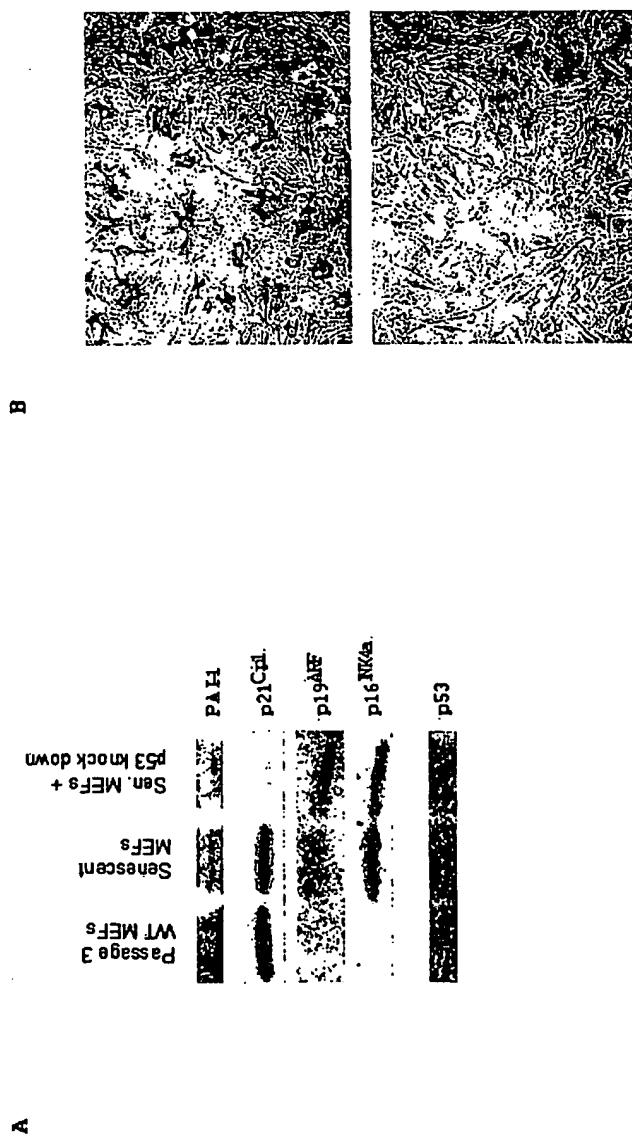 A
Passage 3
WT MEFs
Senescent
MEFs
Sen. MEFs +
p53 knock down
PAI-1
p21Cip1
p19ARF
p16INK4a
p53
B